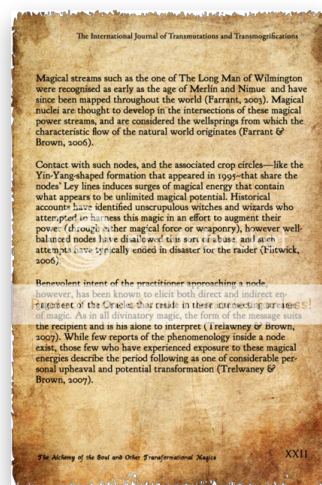 The International Journal of Transmutations and Transmogrifications
Magical streams such as the one of The Long Man of Wilmington
were recognised as early as the age of Merlin and Nimue and have
since been mapped throughout the world (Farrant, 2003). Magical
nuclei are thought to develop in the intersections of these magical
power streams, and are considered the wellsprings from which the
characteristic flow of the natural world originates (Farrant &
Brown, 2006).
Contact with such nodes, and the associated crop circles—like the
Yin-Yang-shaped formation that appeared in 1995–that share the
nodes' Ley lines induces surges of magical energy that contain
what appears to be unlimited magical potential. Historical
accounts have identified unscrupulous witches and wizards who
attempted to harness this magic in an effort to augment their
power (through either magical force or weaponry), however well-
balanced nodes have disallowed this sort of abuse and such
attempts have typically ended in disaster for the raider (Flitwick,
2006).
Benevolent intent of the practitioner approaching a node,
however, has been known to elicit both direct and indirect en-
gagement of the Oracles that reside in these intersecting streams
of magic. As in all divinatory magic, the form of the message suits
the recipient and is his alone to interpret (Trelawney & Brown,
2007). While few reports of the phenomenology inside a node
exist, those few who have experienced exposure to these magical
energies describe the period following as one of considerable per-
sonal upheaval and potential transformation (Trelwaney &
Brown, 2007).
The Alchemy of the Soul and Other Transformational Magics
XXII